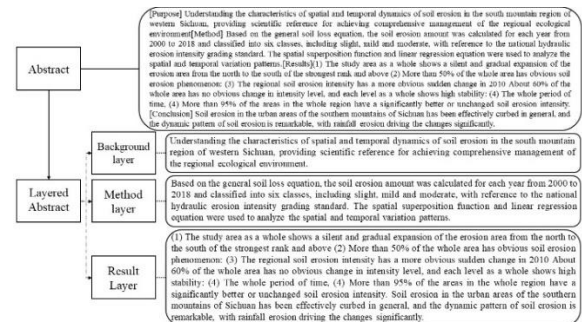 [Purpose] Understanding the characteristics of spatial and temporal dynamics of soil erosion in the south mountain region of
western Sichuan, providing scientific reference for achieving comprehensive management of the regional ecological
environment[Method] Based on the general soil loss equation, the soil erosion amount was calculated for each year from 2000
to 2018 and classified into six classes, including slight, mild and moderate, with reference to the national hydraulic
erosion intensity grading standard. The spatial superposition function and linear regression equation were used to analyze the
spatial and temporal variation patterns.[Results](1) The study area as a whole shows a silent and gradual expansion of the
erosion area from the north to the south of the strongest rank and above (2) More than 50% of the whole area has obvious soil
erosion phenomenon: (3) The regional soil erosion intensity has a more obvious sudden change in 2010 About 60% of the
whole area has no obvious change in intensity level, and each level as a whole shows high stability: (4) The whole period of
time, (4) More than 95% of the areas in the whole region have a significantly better or unchanged soil erosion intensity.
[Conclusion] Soil erosion in the urban areas of the southern mountains of Sichuan has been effectively curbed in general, and
the dynamic pattern of soil erosion is remarkable, with rainfall erosion driving the changes significantly.
Abstract
Layered
Abstract
Background
layer
Understanding the characteristics of spatial and temporal dynamics of soil erosion in the south mountain
region of western Sichuan, providing scientific reference for achieving comprehensive management of
the regional ecological environment.
Method
layer
Based on the general soil loss equation, the soil erosion amount was calculated for each year from 2000 to
2018 and classified into six classes, including slight, mild and moderate, with reference to the national
hydraulic erosion intensity grading standard. The spatial superposition function and linear regression
equation were used to analyze the spatial and temporal variation patterns.
Result
Layer
(1) The study area as a whole shows a silent and gradual expansion of the erosion area from the north to
the south of the strongest rank and above (2) More than 50% of the whole area has obvious soil erosion
phenomenon: (3) The regional soil erosion intensity has a more obvious sudden change in 2010 About
60% of the whole area has no obvious change in intensity level, and each level as a whole shows high
stability: (4) The whole period of time, (4) More than 95% of the areas in the whole region have a
significantly better or unchanged soil erosion intensity. Soil erosion in the urban areas of the southern
mountains of Sichuan has been effectively curbed in general, and the dynamic pattern of soil erosion is
remarkable, with rainfall erosion driving the changes significantly.